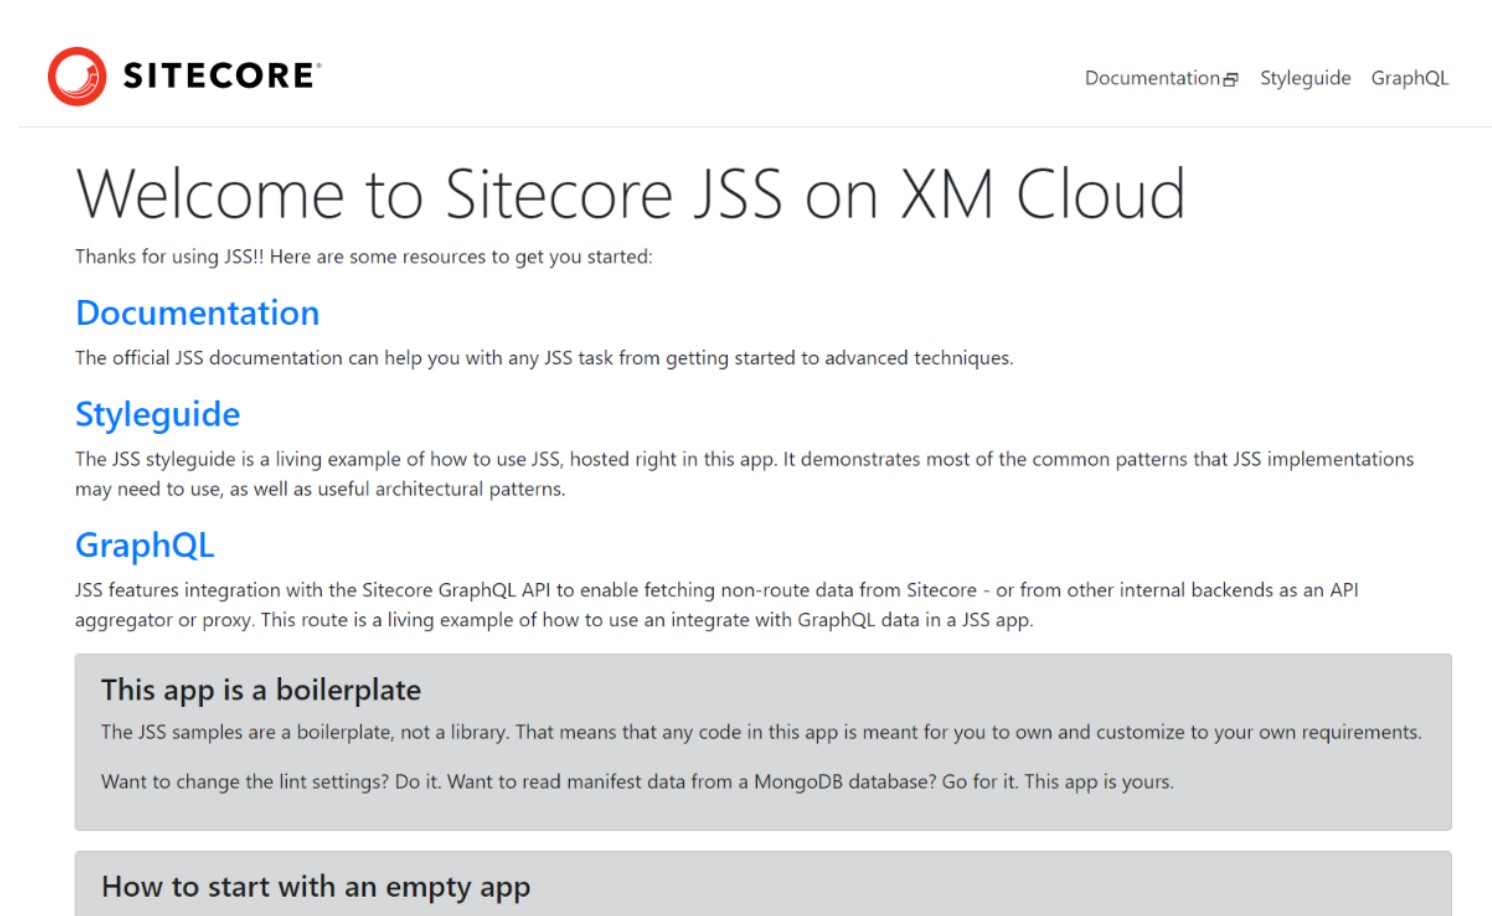 SITECORE®
Documentation Styleguide GraphQL
Welcome to Sitecore JSS on XM Cloud
Thanks for using JSS!! Here are some resources to get you started:
Documentation
The official JSS documentation can help you with any JSS task from getting started to advanced techniques.
Styleguide
The JSS styleguide is a living example of how to use JSS, hosted right in this app. It demonstrates most of the common patterns that JSS implementations
may need to use, as well as useful architectural patterns.
GraphQL
JSS features integration with the Sitecore GraphQL API to enable fetching non-route data from Sitecore - or from other internal backends as an API
aggregator or proxy. This route is a living example of how to use an integrate with GraphQL data in a JSS app.
This app is a boilerplate
The JSS samples are a boilerplate, not a library. That means that any code in this app is meant for you to own and customize to your own requirements.
Want to change the lint settings? Do it. Want to read manifest data from a MongoDB database? Go for it. This app is yours.
How to start with an empty app